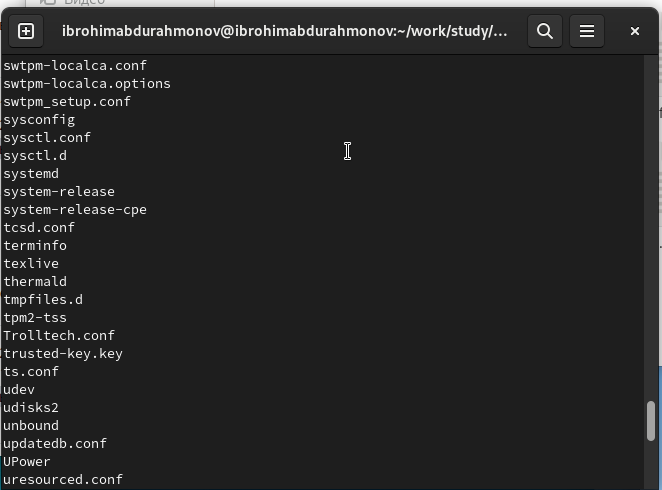 Видео
ibrohimabdurahmonov@ibrohimabdurahmonov:~/work/study/...
swtpm-localca.conf
swtpm-localca.options
swtpm_setup.conf
sysconfig
sysctl.conf
sysctl.d
systemd
system-release
system-release-cpe
tcsd.conf
terminfo
texlive
thermald
tmpfiles.d
tpm2-tss
Trolltech.conf
trusted-key.key
ts.conf
udev
udisks2
unbound
updatedb.conf
UPower
uresourced.conf